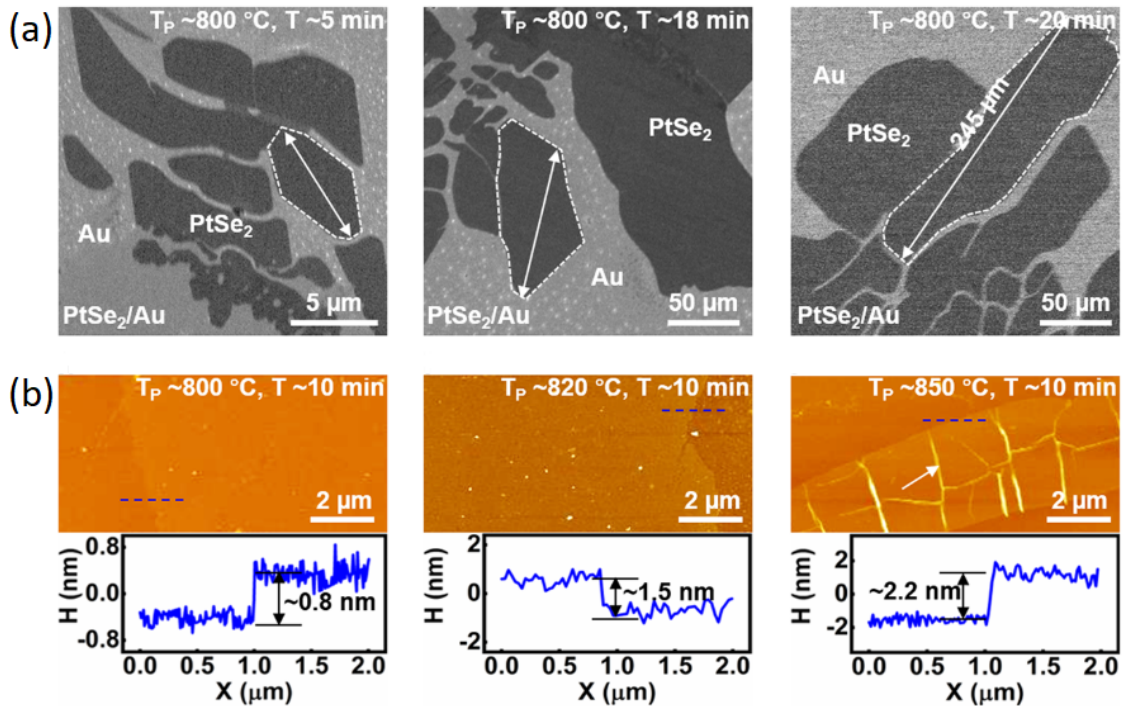 (a)
T_P ~800 °C, T ~5 min
Au
PtSe₂
PtSe₂/Au
5 μm
T_P ~800 °C, T ~18 min
PtSe₂
Au
PtSe₂/Au
50 μm
T_P ~800 °C, T ~20 min
Au
PtSe₂
245 μm
PtSe₂/Au
50 μm
(b)
T_P ~800 °C, T ~10 min
2 μm
H (nm)
0.8
0.0
-0.8
~0.8 nm
0.0 0.5 1.0 1.5 2.0
X (μm)
T_P ~820 °C, T ~10 min
2 μm
H (nm)
2
0
-2
~1.5 nm
0.0 0.5 1.0 1.5 2.0
X (μm)
T_P ~850 °C, T ~10 min
2 μm
H (nm)
2
0
-2
~2.2 nm
0.0 0.5 1.0 1.5 2.0
X (μm)